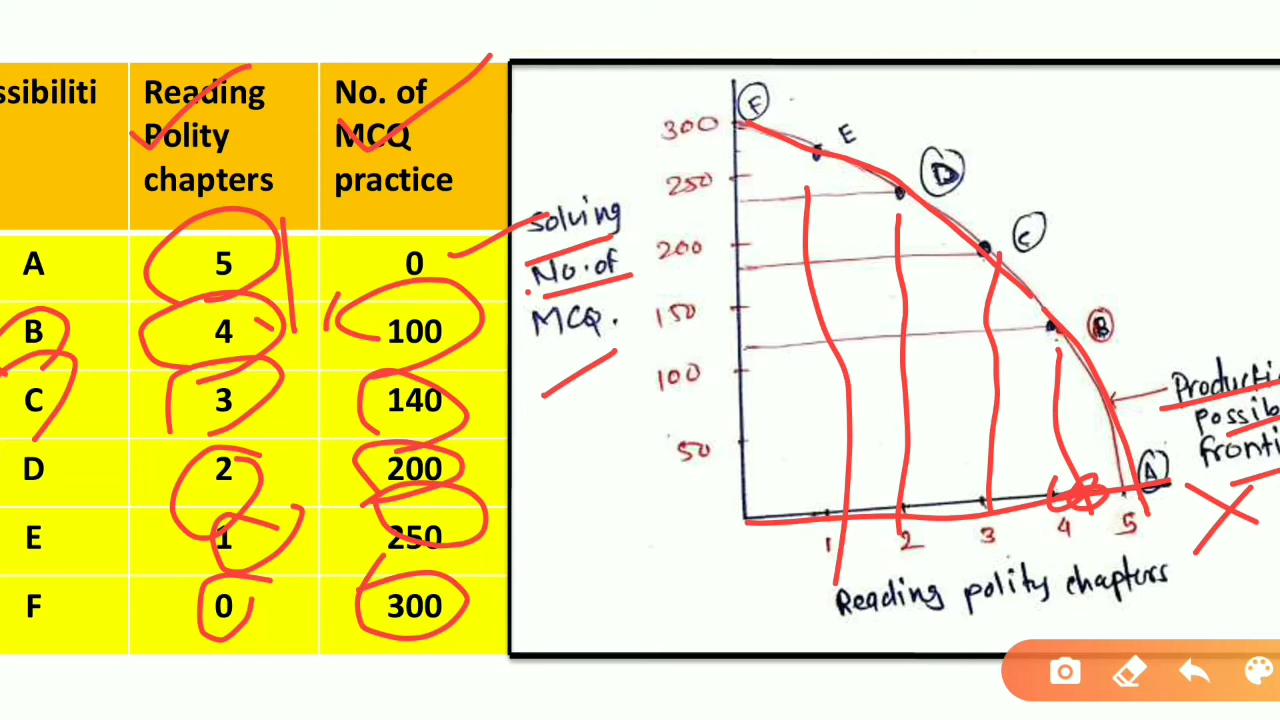 ssibiliti
Reading
Polity
chapters
No. of
MCQ
practice
A 5 0
B 4 100
C 3 140
D 2 200
E 1 250
F 0 300
Solving
No. of
MCQ.
300
250
200
150
100
50
F
E
D
C
B
A
Producti
possib
fronti
1 2 3 4 5
Reading polity chapters